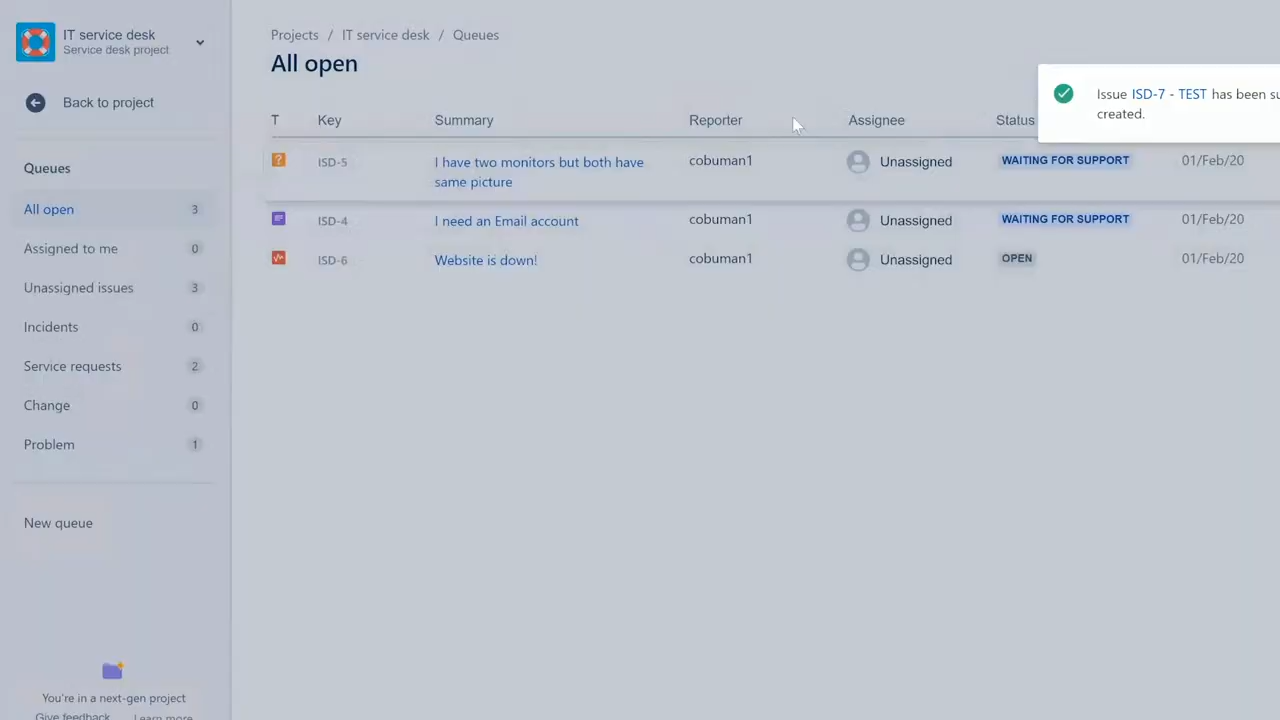 IT service desk
Service desk project
Back to project
Queues
All open 3
Assigned to me 0
Unassigned issues 3
Incidents 0
Service requests 2
Change 0
Problem 1
New queue
You're in a next-gen project
Give feedback Learn more
Projects / IT service desk / Queues
All open
Issue ISD-7 - TEST has been su
created.
T Key Summary Reporter Assignee Status
ISD-5 I have two monitors but both have cobuman1 Unassigned WAITING FOR SUPPORT 01/Feb/20
same picture
ISD-4 I need an Email account cobuman1 Unassigned WAITING FOR SUPPORT 01/Feb/20
ISD-6 Website is down! cobuman1 Unassigned OPEN 01/Feb/20